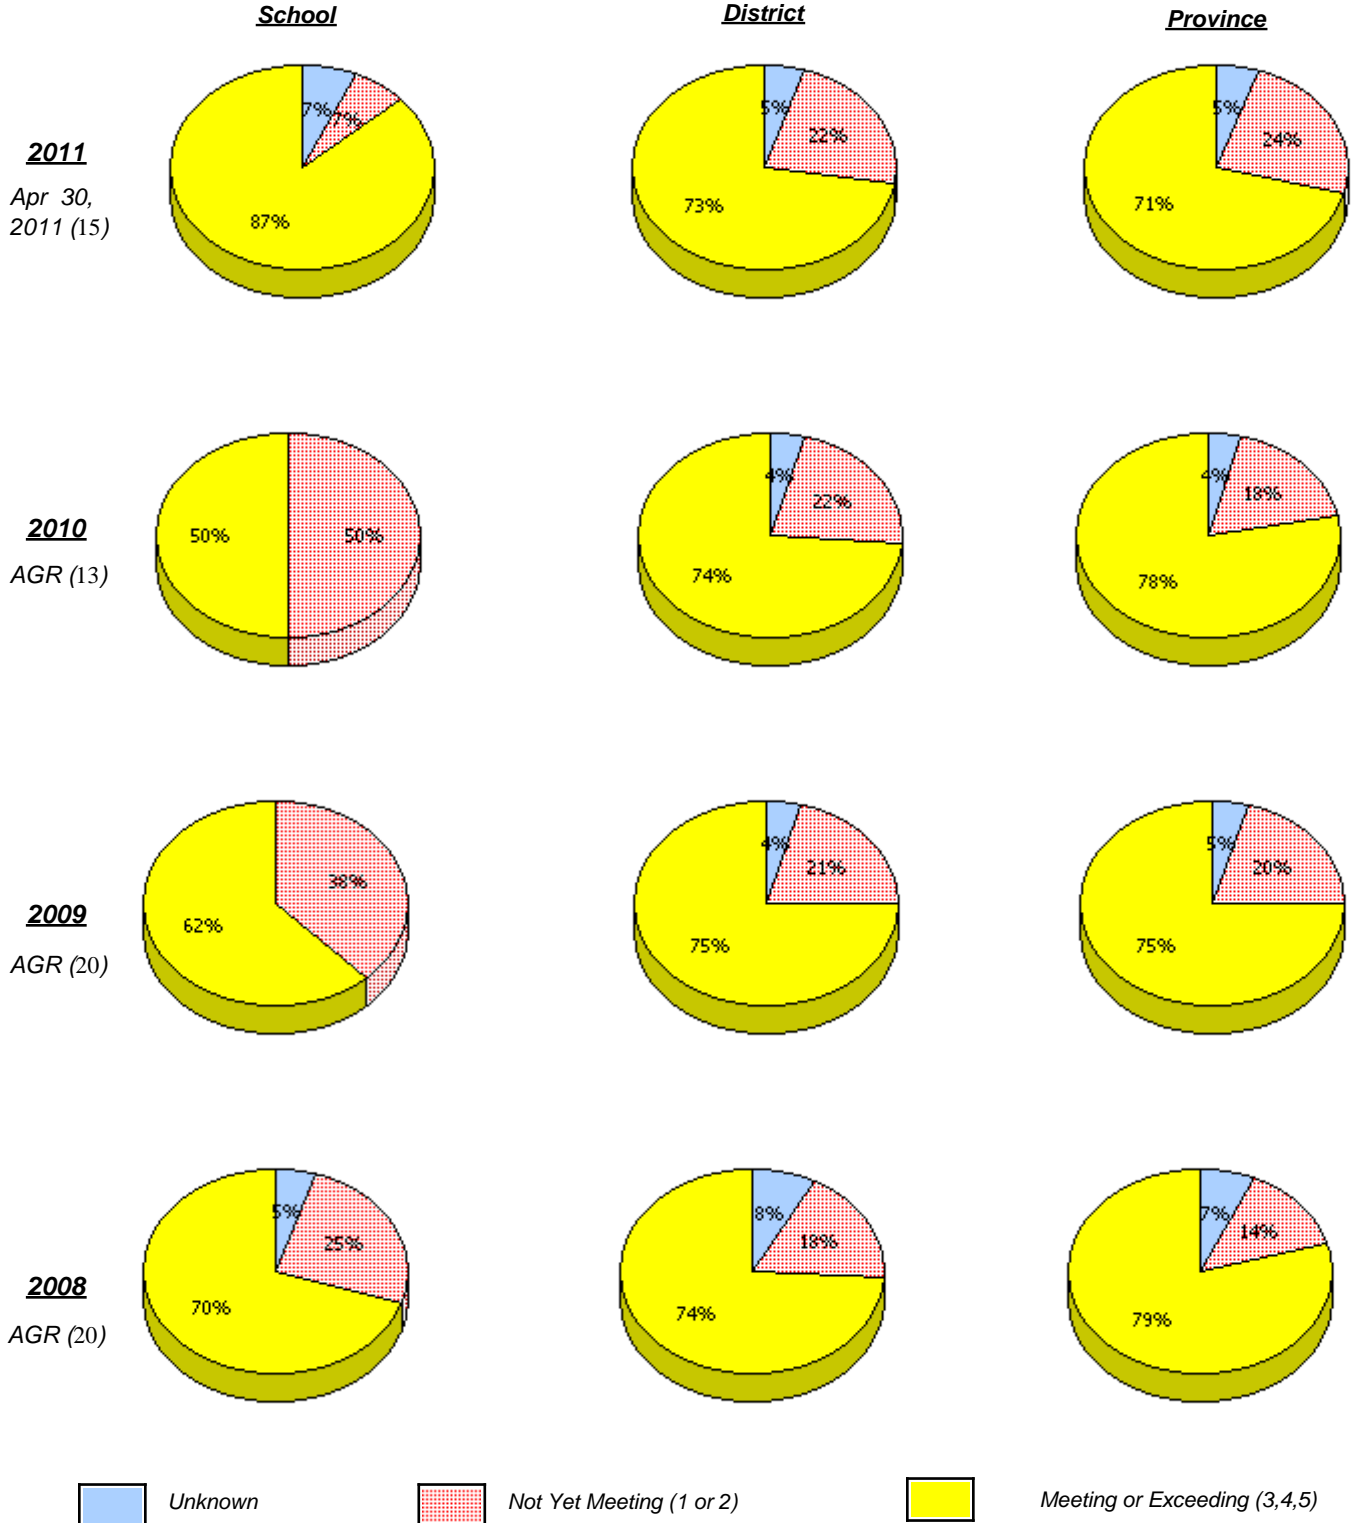 School District Province
7% 7% 87%
5% 22% 73%
5% 24% 71%
2011
Apr 30,
2011 (15)
50% 50%
4% 22% 74%
4% 18% 78%
2010
AGR (13)
38% 62%
4% 21% 75%
5% 20% 75%
2009
AGR (20)
5% 25% 70%
8% 18% 74%
7% 14% 79%
2008
AGR (20)
Unknown Not Yet Meeting (1 or 2) Meeting or Exceeding (3,4,5)